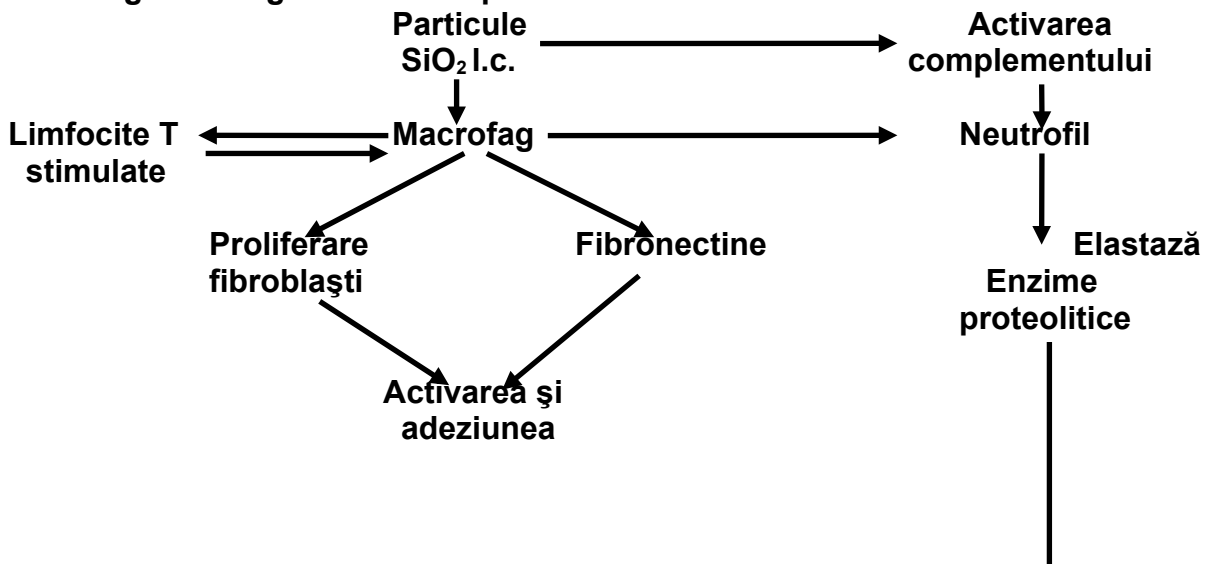 Particule
SiO2 l.c.
Activarea
complementului
Limfocite T
stimulate
Macrofag
Neutrofil
Proliferare
fibroblaşti
Fibronectine
Elastază
Enzime
proteolitice
Activarea şi
adeziunea